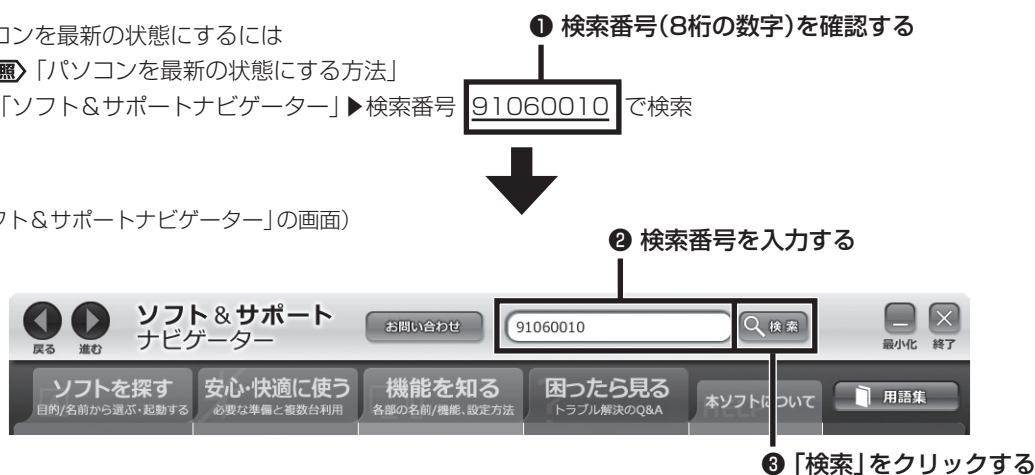 ❶ 検索番号(8桁の数字)を確認する
コンを最新の状態にするには
照 「パソコンを最新の状態にする方法」
「ソフト＆サポートナビゲーター」▶検索番号 91060010 で検索
フト＆サポートナビゲーター」の画面)
❷ 検索番号を入力する
戻る 進む
ソフト＆サポート
ナビゲーター
お問い合わせ
91060010
検索
最小化 終了
ソフトを探す
目的/名前から選ぶ・起動する
安心・快適に使う
必要な準備と複数台利用
機能を知る
各部の名前/機能、設定方法
困ったら見る
トラブル解決のQ&A
本ソフトについて
用語集
❸ 「検索」をクリックする